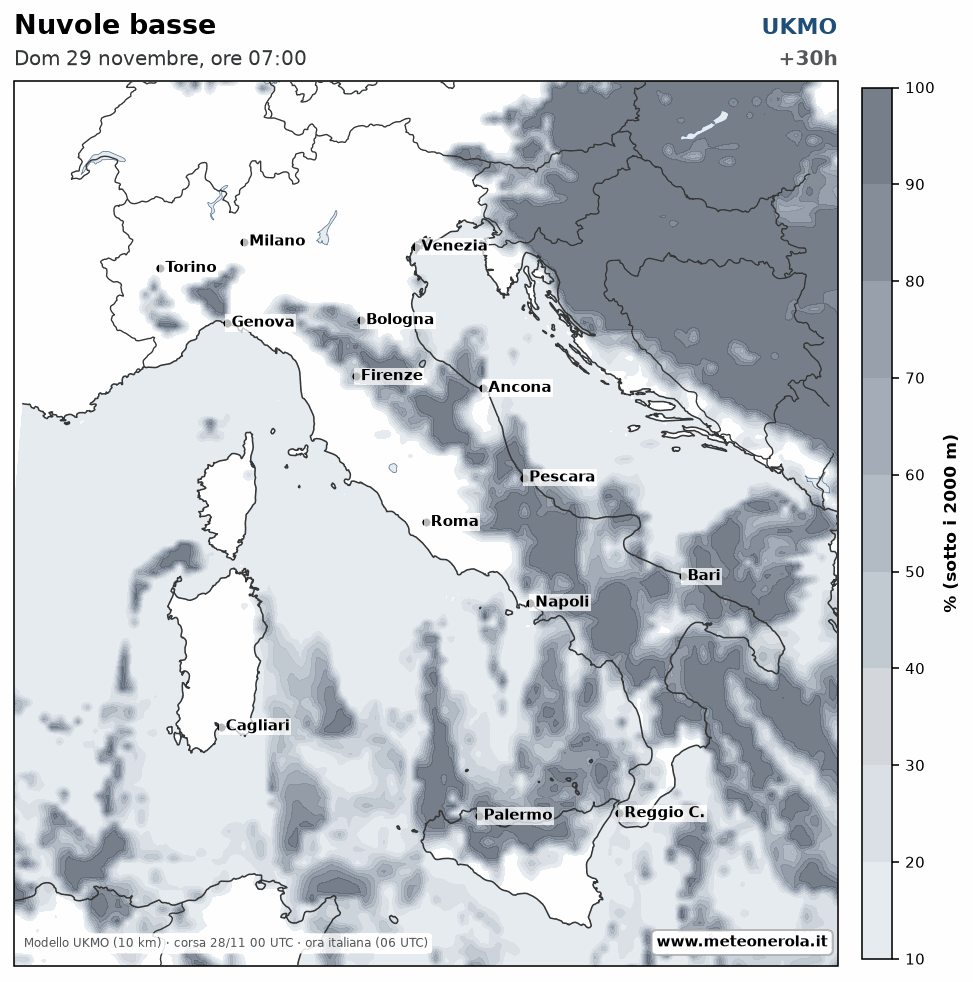 Nuvole basse
UKMO
Dom 29 novembre, ore 07:00
+30h
100
90
80
70
60
50
40
30
20
10
% (sotto i 2000 m)
Milano
Venezia
Torino
Genova
Bologna
Firenze
Ancona
Pescara
Roma
Bari
Napoli
Cagliari
Palermo
Reggio C.
Modello UKMO (10 km) · corsa 28/11 00 UTC · ora italiana (06 UTC)
www.meteonerola.it